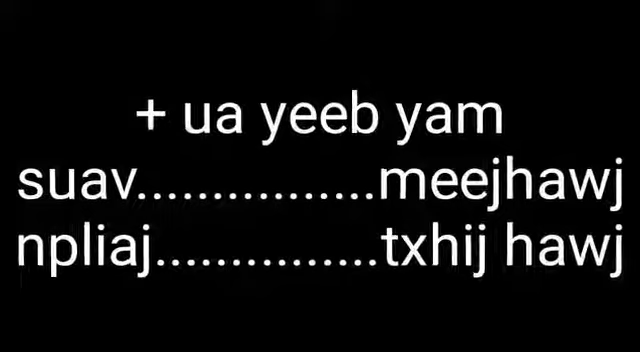 + ua yeeb yam
suav................meejhawj
npliaj...............txhij hawj